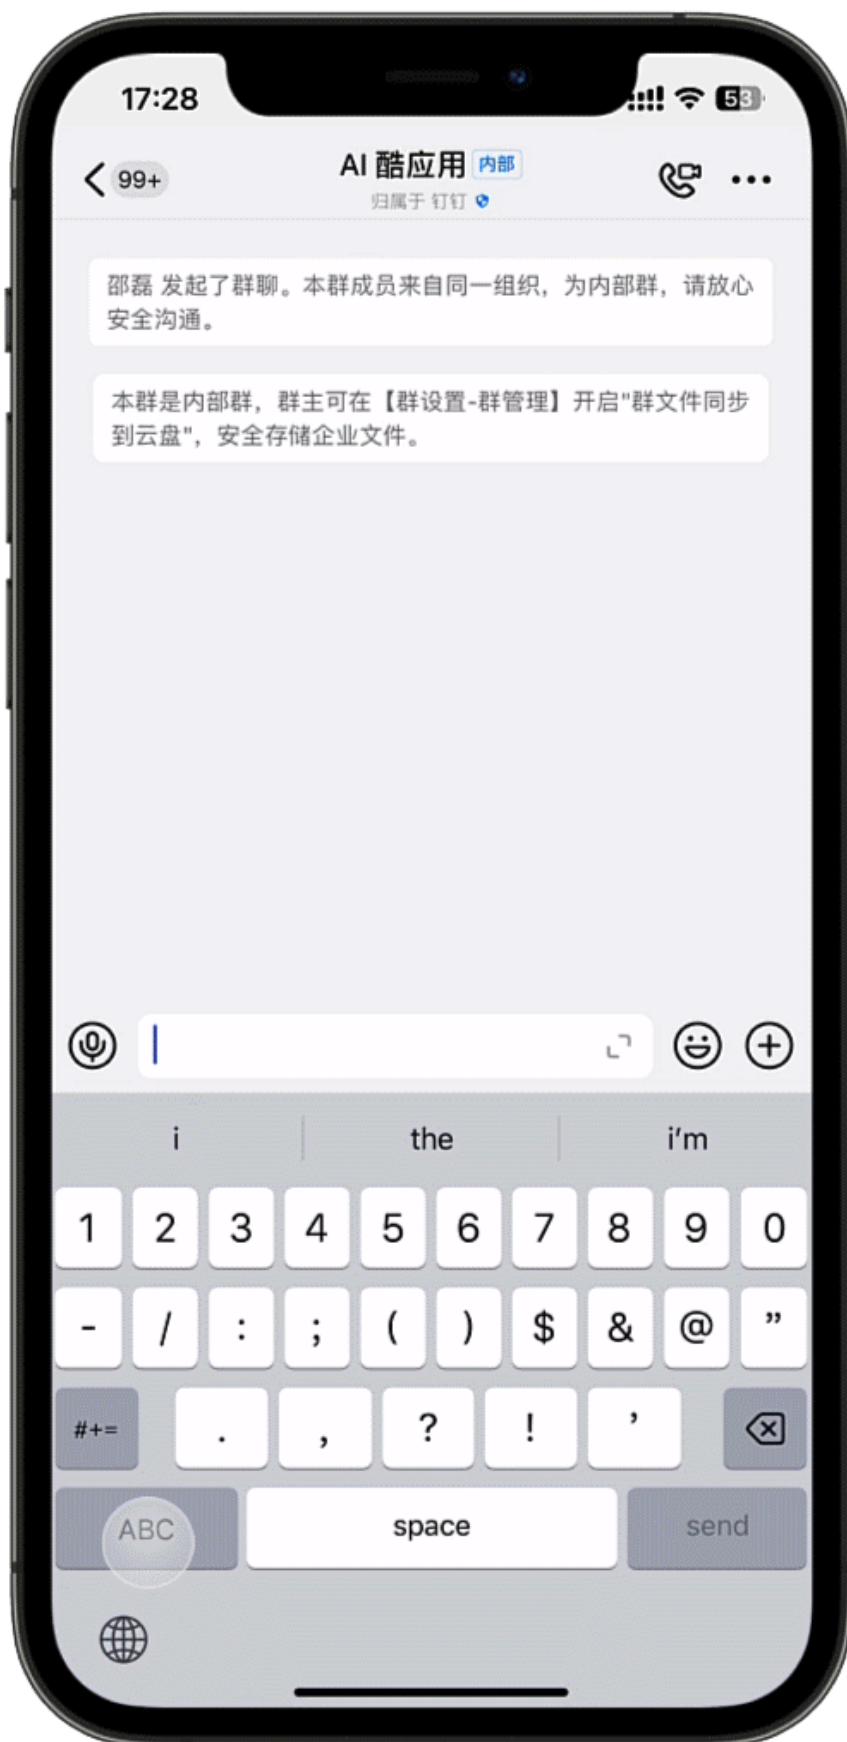 17:28
53
99+
AI 酷应用 内部
归属于 钉钉
邵磊 发起了群聊。本群成员来自同一组织，为内部群，请放心
安全沟通。
本群是内部群，群主可在【群设置-群管理】开启"群文件同步
到云盘"，安全存储企业文件。
i the i'm
1 2 3 4 5 6 7 8 9 0
- / : ; ( ) $ & @ ”
#+= . , ? ! ’
ABC space send